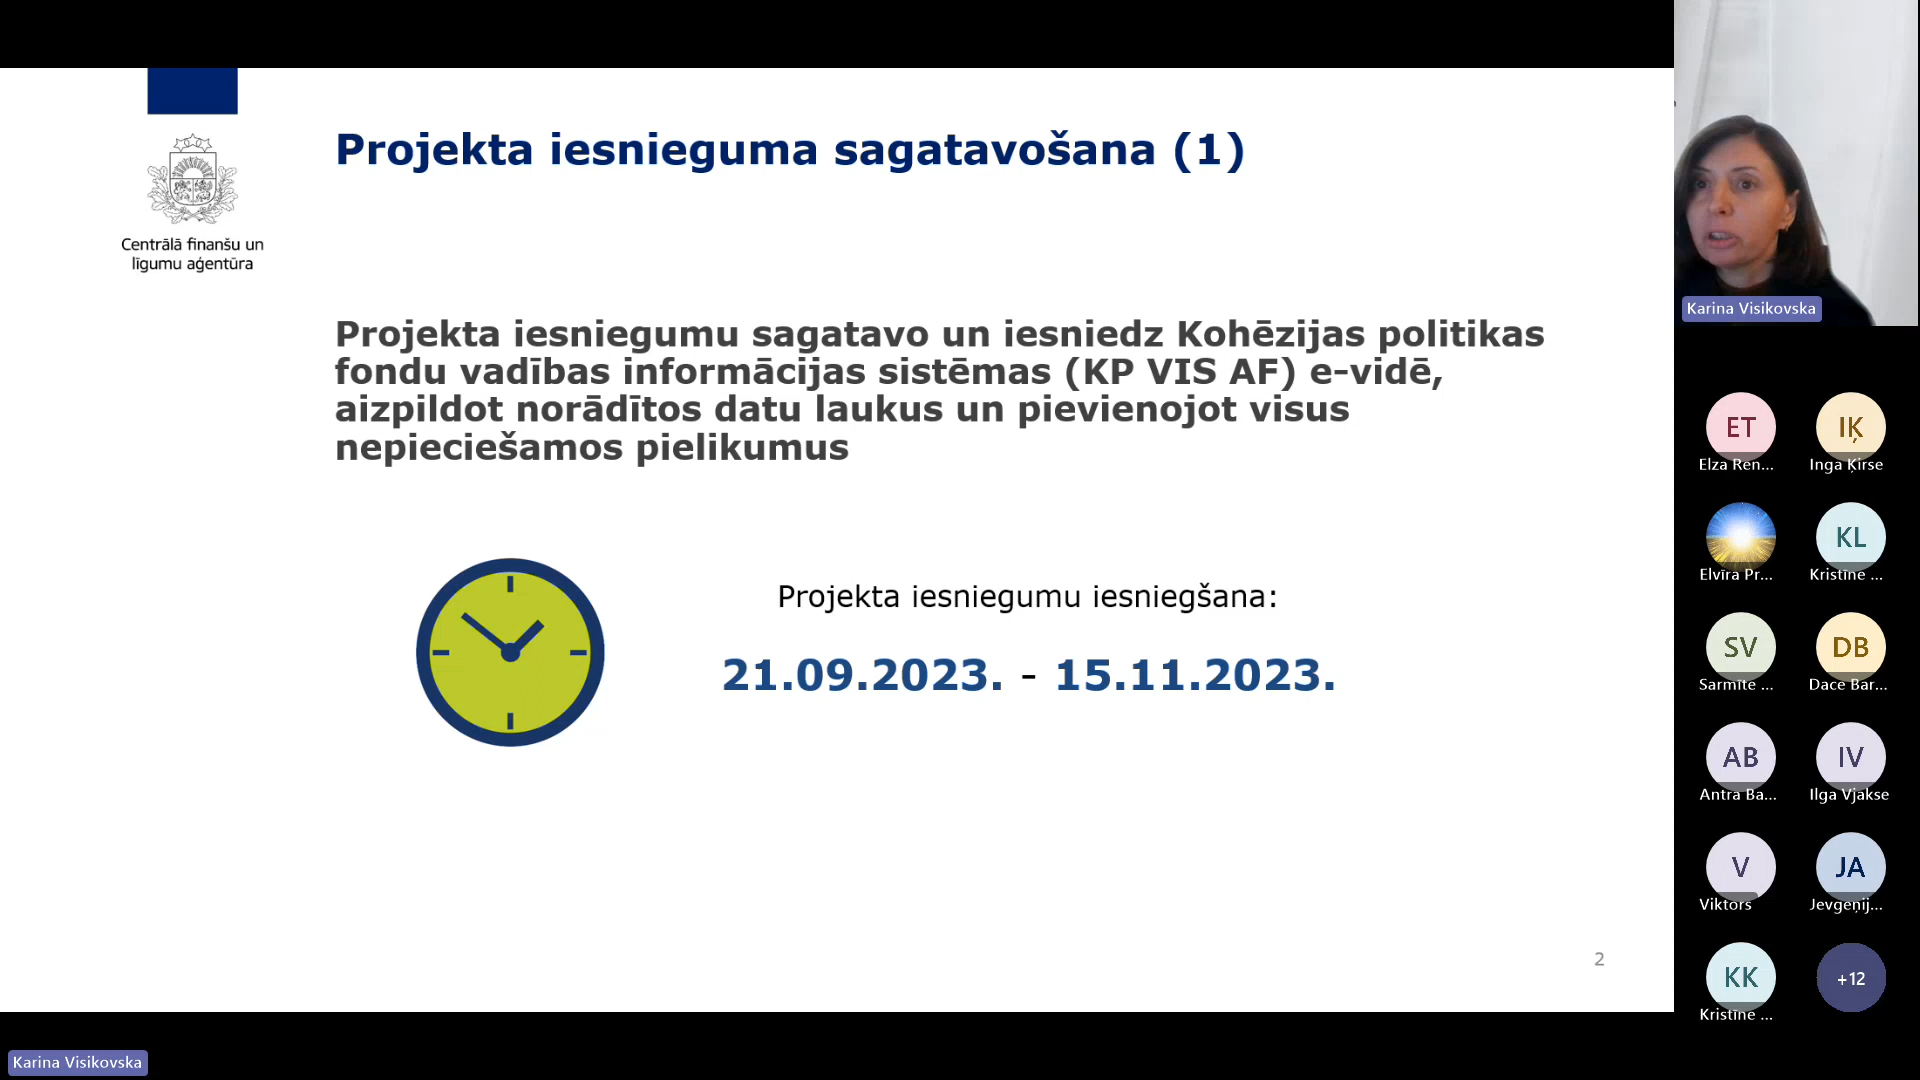 Projekta iesnieguma sagatavošana (1)
Centrālā finanšu un
līgumu aģentūra
Projekta iesniegumu sagatavo un iesniedz Kohēzijas politikas
fondu vadības informācijas sistēmas (KP VIS AF) e-vidē,
aizpildot norādītos datu laukus un pievienojot visus
nepieciešamos pielikumus
Projekta iesniegumu iesniegšana:
21.09.2023. - 15.11.2023.
2
Karina Visikovska
Karina Visikovska
ET
Elza Ren...
IĶ
Inga Ķirse
Elvīra Pr...
KL
Kristīne ...
SV
Sarmīte ...
DB
Dace Bar...
AB
Antra Ba...
IV
Ilga Vjakse
V
Viktors
JA
Jevgeņij...
KK
Kristīne ...
+12